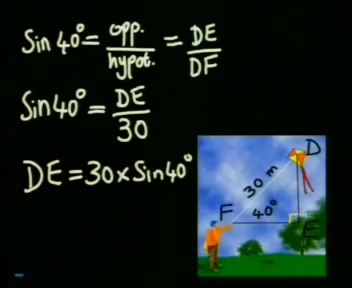 Sin 40° = opp./hypot. = DE/DF
Sin 40° = DE/30
DE = 30 × Sin 40°
D
30 m
F 40°
E